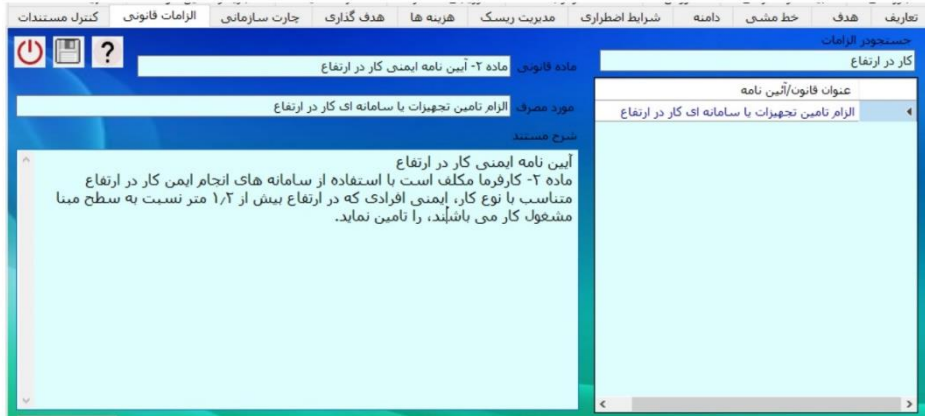 تعاریف هدف خط مشی دامنه شرایط اضطراری مدیریت ریسک هزینه ها هدف گذاری چارت سازمانی الزامات قانونی کنترل مستندات
جستجودر الزامات
کار در ارتفاع
عنوان قانون/آئین نامه
الزام تامین تجهیزات یا سامانه ای کار در ارتفاع
ماده قانونی ماده ۲- آیین نامه ایمنی کار در ارتفاع
?
مورد مصرف الزام تامین تجهیزات یا سامانه ای کار در ارتفاع
شرح مستند
آیین نامه ایمنی کار در ارتفاع
ماده ۲- کارفرما مکلف است با استفاده از سامانه های انجام ایمن کار در ارتفاع
متناسب با نوع کار، ایمنی افرادی که در ارتفاع بیش از ۱٫۲ متر نسبت به سطح مبنا
مشغول کار می باشند، را تامین نماید.